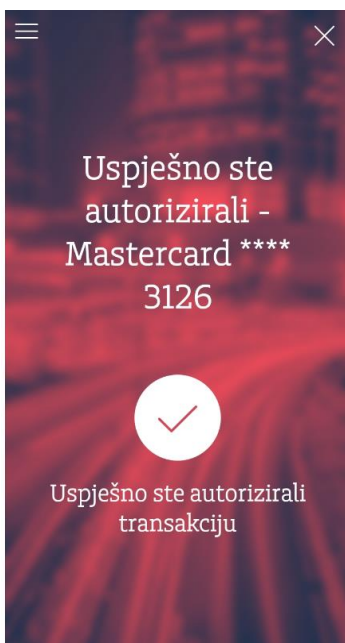 Uspješno ste
autorizirali -
Mastercard ****
3126
Uspješno ste autorizirali
transakciju